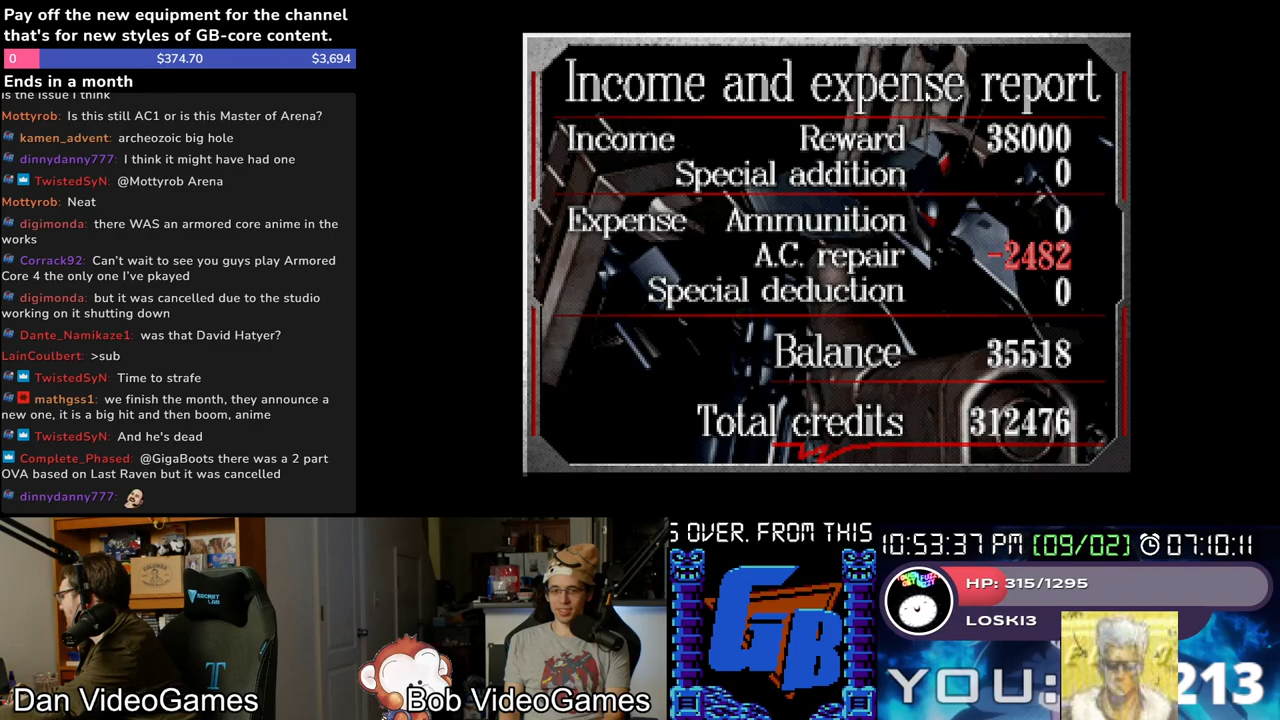 Pay off the new equipment for the channel
that's for new styles of GB-core content.
0 $374.70 $3,694
Ends in a month
is the issue I think
Mottyrob: Is this still AC1 or is this Master of Arena?
kamen_advent: archeozoic big hole
dinnydanny777: I think it might have had one
TwistedSyN: @Mottyrob Arena
Mottyrob: Neat
digimonda: there WAS an armored core anime in the
works
Corrack92: Can't wait to see you guys play Armored
Core 4 the only one I've pkayed
digimonda: but it was cancelled due to the studio
working on it shutting down
Dante_Namikaze1: was that David Hatyer?
LainCoulbert: >sub
TwistedSyN: Time to strafe
mathgss1: we finish the month, they announce a
new one, it is a big hit and then boom, anime
TwistedSyN: And he's dead
Complete_Phased: @GigaBoots there was a 2 part
OVA based on Last Raven but it was cancelled
dinnydanny777:
Income and expense report
Income Reward 38000
Special addition 0
Expense Ammunition 0
A.C. repair -2482
Special deduction 0
Balance 35518
Total credits 312476
SECRET
LAB
Dan VideoGames
Bob VideoGames
S OVER. FROM THIS
GB
10:53:37 PM [09/02] 07:10:11
HP: 315/1295
LOSKI3
YOU: 213